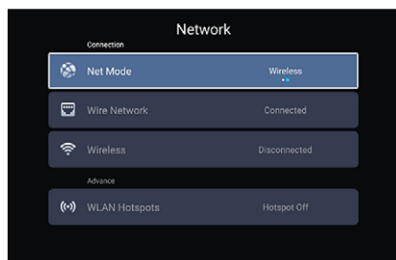 Network
Connection
Net Mode Wireless
Wire Network Connected
Wireless Disconnected
Advance
WLAN Hotspots Hotspot Off